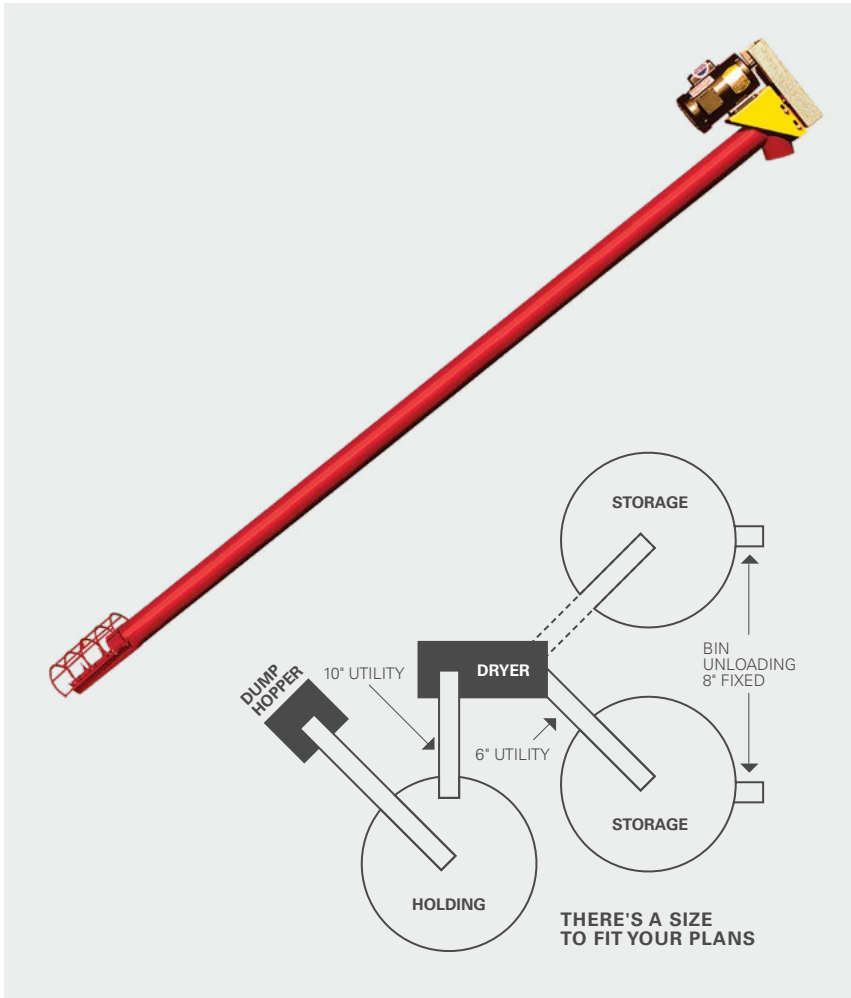 STORAGE
BIN
UNLOADING
8" FIXED
DUMP
HOPPER
10" UTILITY
DRYER
6" UTILITY
STORAGE
HOLDING
THERE'S A SIZE
TO FIT YOUR PLANS